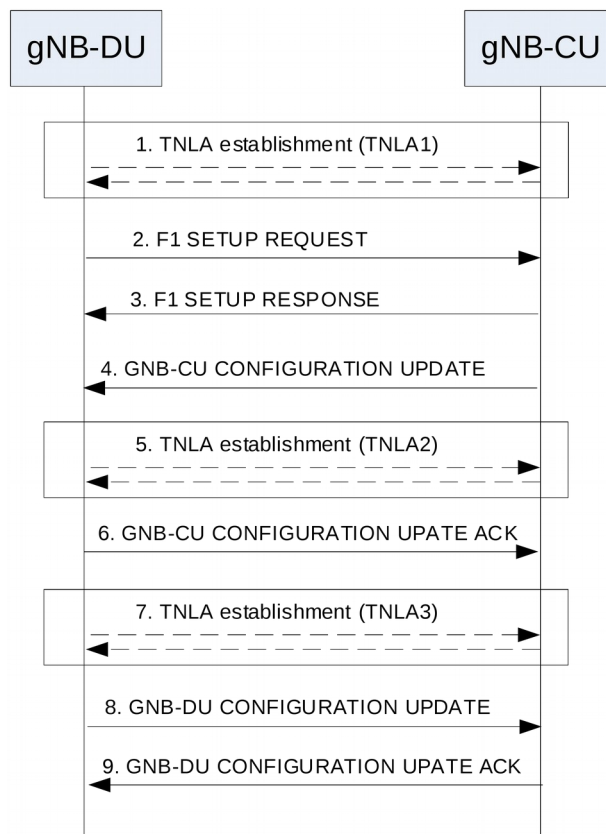 gNB-DU
gNB-CU
1. TNLA establishment (TNLA1)
2. F1 SETUP REQUEST
3. F1 SETUP RESPONSE
4. GNB-CU CONFIGURATION UPDATE
5. TNLA establishment (TNLA2)
6. GNB-CU CONFIGURATION UPATE ACK
7. TNLA establishment (TNLA3)
8. GNB-DU CONFIGURATION UPDATE
9. GNB-DU CONFIGURATION UPATE ACK